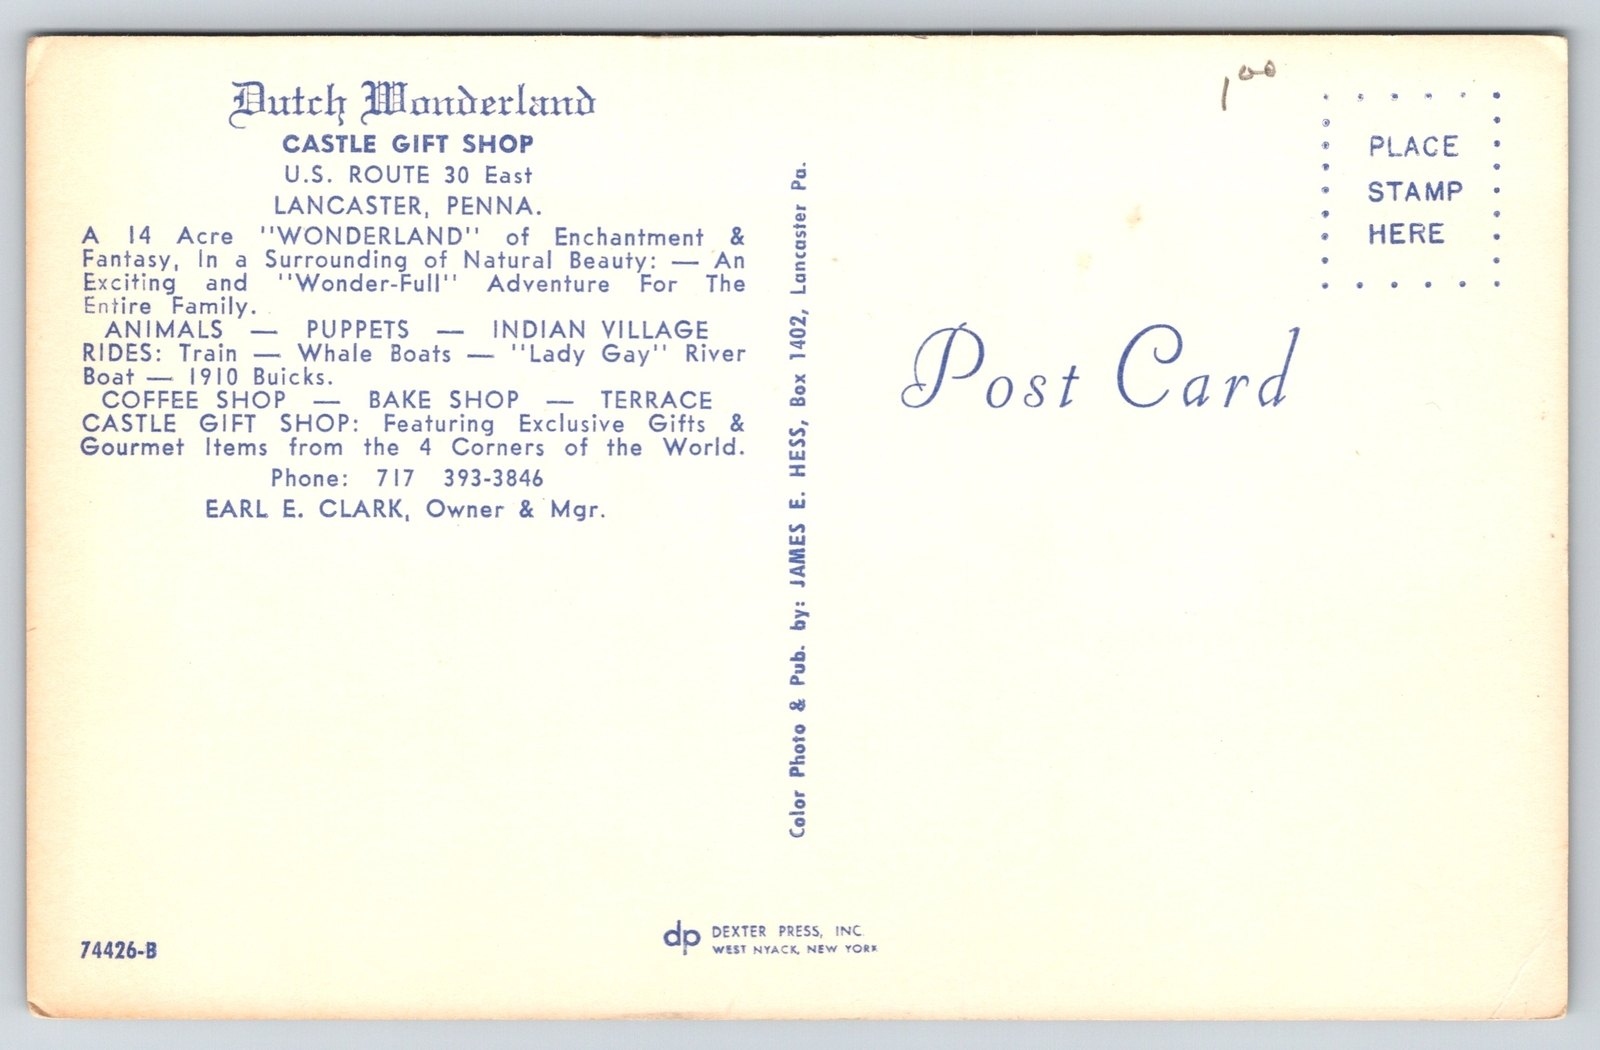 Dutch Wonderland
CASTLE GIFT SHOP
U.S. ROUTE 30 East
LANCASTER, PENNA.
A 14 Acre "WONDERLAND" of Enchantment &
Fantasy, In a Surrounding of Natural Beauty: — An
Exciting and "Wonder-Full" Adventure For The
Entire Family.
ANIMALS — PUPPETS — INDIAN VILLAGE
RIDES: Train — Whale Boats — "Lady Gay" River
Boat — 1910 Buicks.
COFFEE SHOP — BAKE SHOP — TERRACE
CASTLE GIFT SHOP: Featuring Exclusive Gifts &
Gourmet Items from the 4 Corners of the World.
Phone: 717 393-3846
EARL E. CLARK, Owner & Mgr.
74426-B
Color Photo & Pub. by: JAMES E. HESS, Box 1402, Lancaster Pa.
dp
DEXTER PRESS, INC.
WEST NYACK, NEW YORK
1 00
PLACE
STAMP
HERE
Post Card